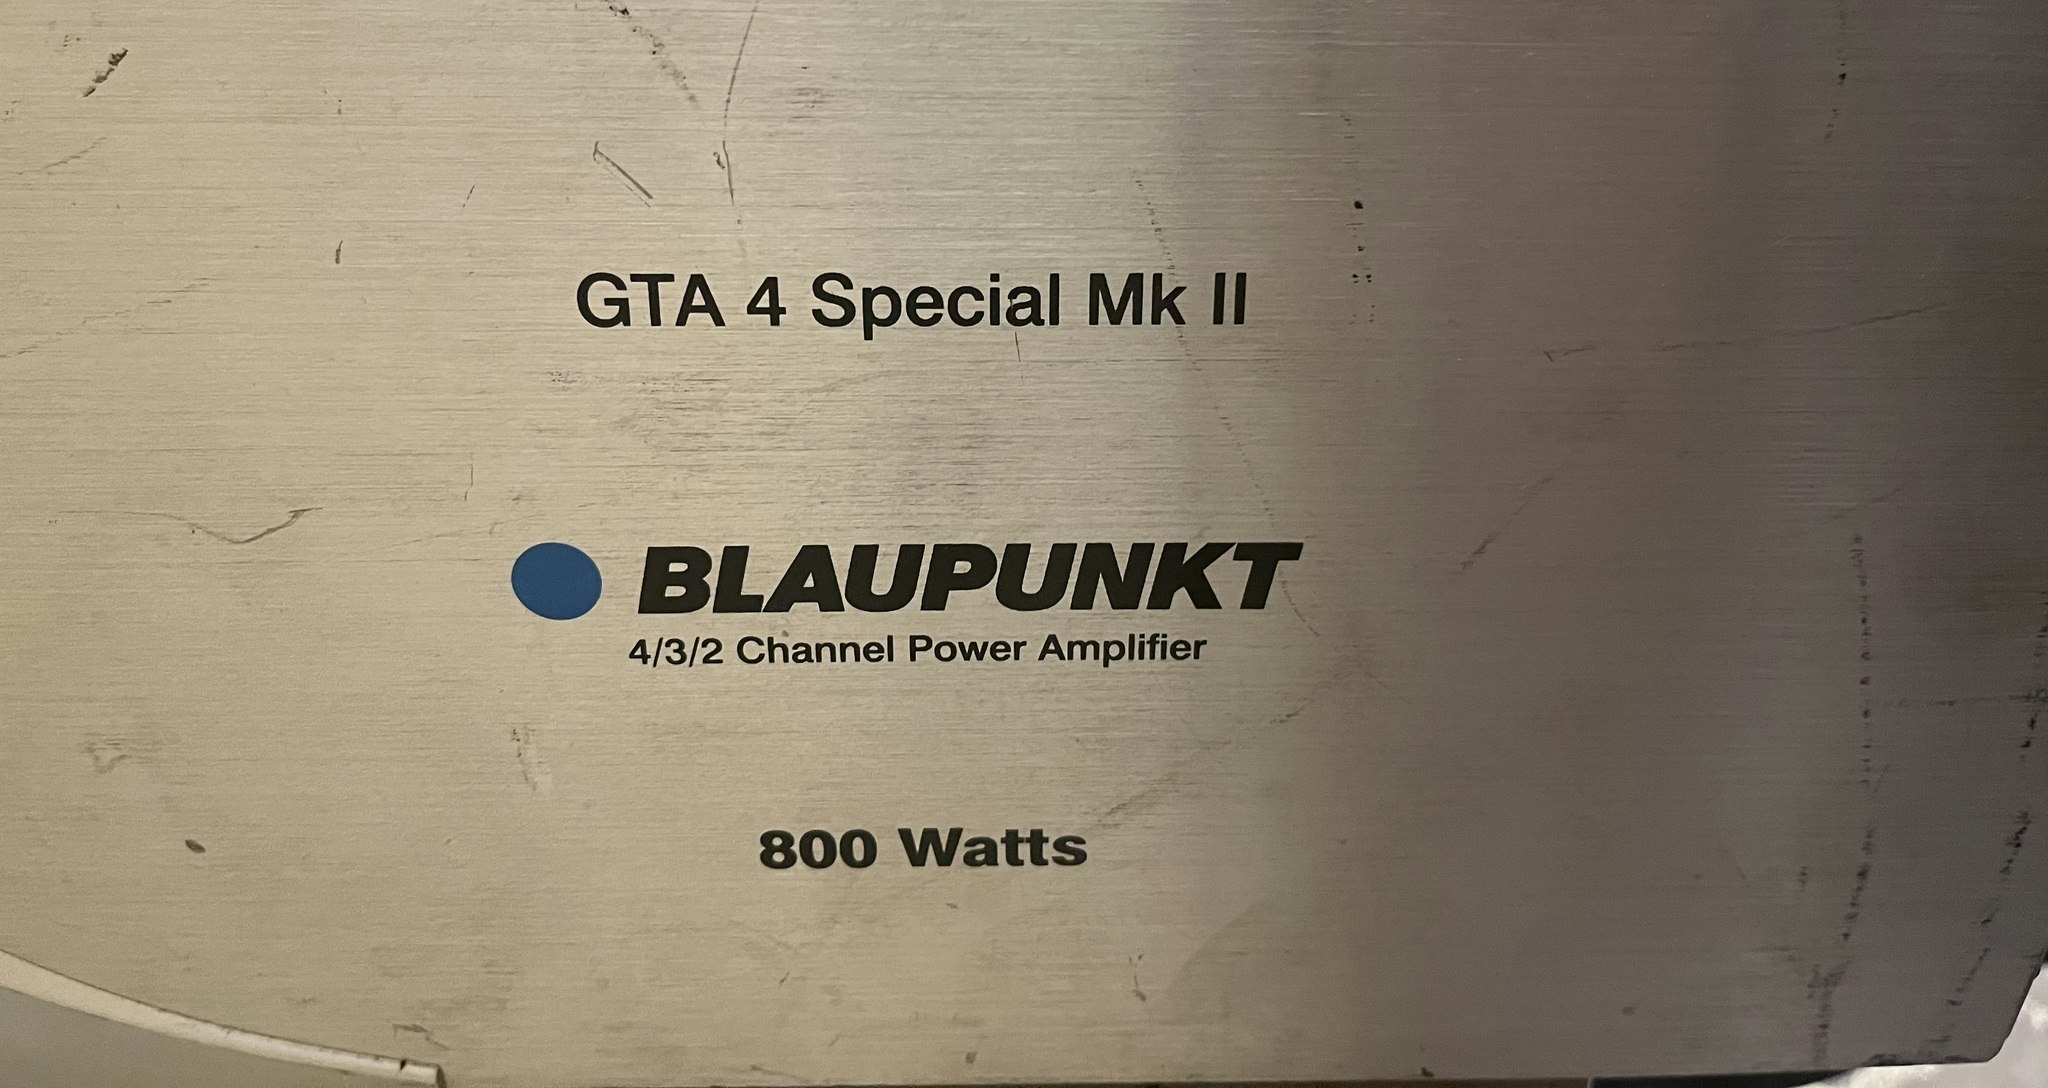 GTA 4 Special Mk II
BLAUPUNKT
4/3/2 Channel Power Amplifier
800 Watts